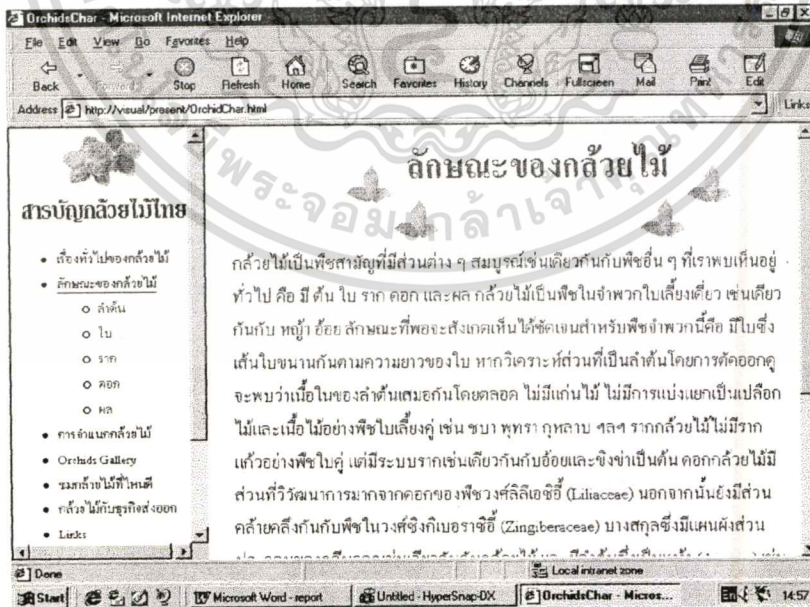 OrchidsChar - Microsoft Internet Explorer
File Edit View Go Favorites Help
Back Forward Stop Refresh Home Search Favorites History Channels Fullscreen Mail Print Edit
Address http://visual/present/OrchidChar.html Links
สารบัญกล้วยไม้ไทย
เรื่องทั่วไปของกล้วยไม้
ลักษณะของกล้วยไม้
ลำต้น
ใบ
ราก
ดอก
ผล
การจำแนกกล้วยไม้
Orchids Gallery
ชมกล้วยไม้ที่ไหนดี
กล้วยไม้กับธุรกิจส่งออก
Links
ลักษณะของกล้วยไม้
กล้วยไม้เป็นพืชสามัญที่มีส่วนต่าง ๆ สมบูรณ์เช่นเดียวกันกับพืชอื่น ๆ ที่เราพบเห็นอยู่
ทั่วไป คือ มี ต้น ใบ ราก ดอก และผล กล้วยไม้เป็นพืชในจำพวกใบเลี้ยงเดี่ยว เช่นเดียว
กันกับ หญ้า อ้อย ลักษณะที่พอจะสังเกตเห็นได้ชัดเจนสำหรับพืชจำพวกนี้คือ มีใบซึ่ง
เส้นใบขนานกันตามความยาวของใบ หากวิเคราะห์ส่วนที่เป็นลำต้นโดยการตัดออกดู
จะพบว่าเนื้อในของลำต้นเสมอกันโดยตลอด ไม่มีแก่นไม้ ไม่มีการแบ่งแยกเป็นเปลือก
ไม้และเนื้อไม้อย่างพืชใบเลี้ยงคู่ เช่น ชบา พุทรา กุหลาบ ฯลฯ รากกล้วยไม้ไม่มีราก
แก้วอย่างพืชใบคู่ แต่มีระบบรากเช่นเดียวกันกับอ้อยและขิงข่าเป็นต้น ดอกกล้วยไม้มี
ส่วนที่วิวัฒนาการมากจากดอกของพืชวงศ์ลิลิเอซิอี้ (Liliaceae) นอกจากนั้นยังมีส่วน
คล้ายคลึงกันกับพืชในวงศ์ซิงกิเบอราซิอี้ (Zingiberaceae) บางสกุลซึ่งมีแผนผังส่วน
Done Local intranet zone
Start Microsoft Word - report Untitled - HyperSnap-DX OrchidsChar - Micros... 14:57